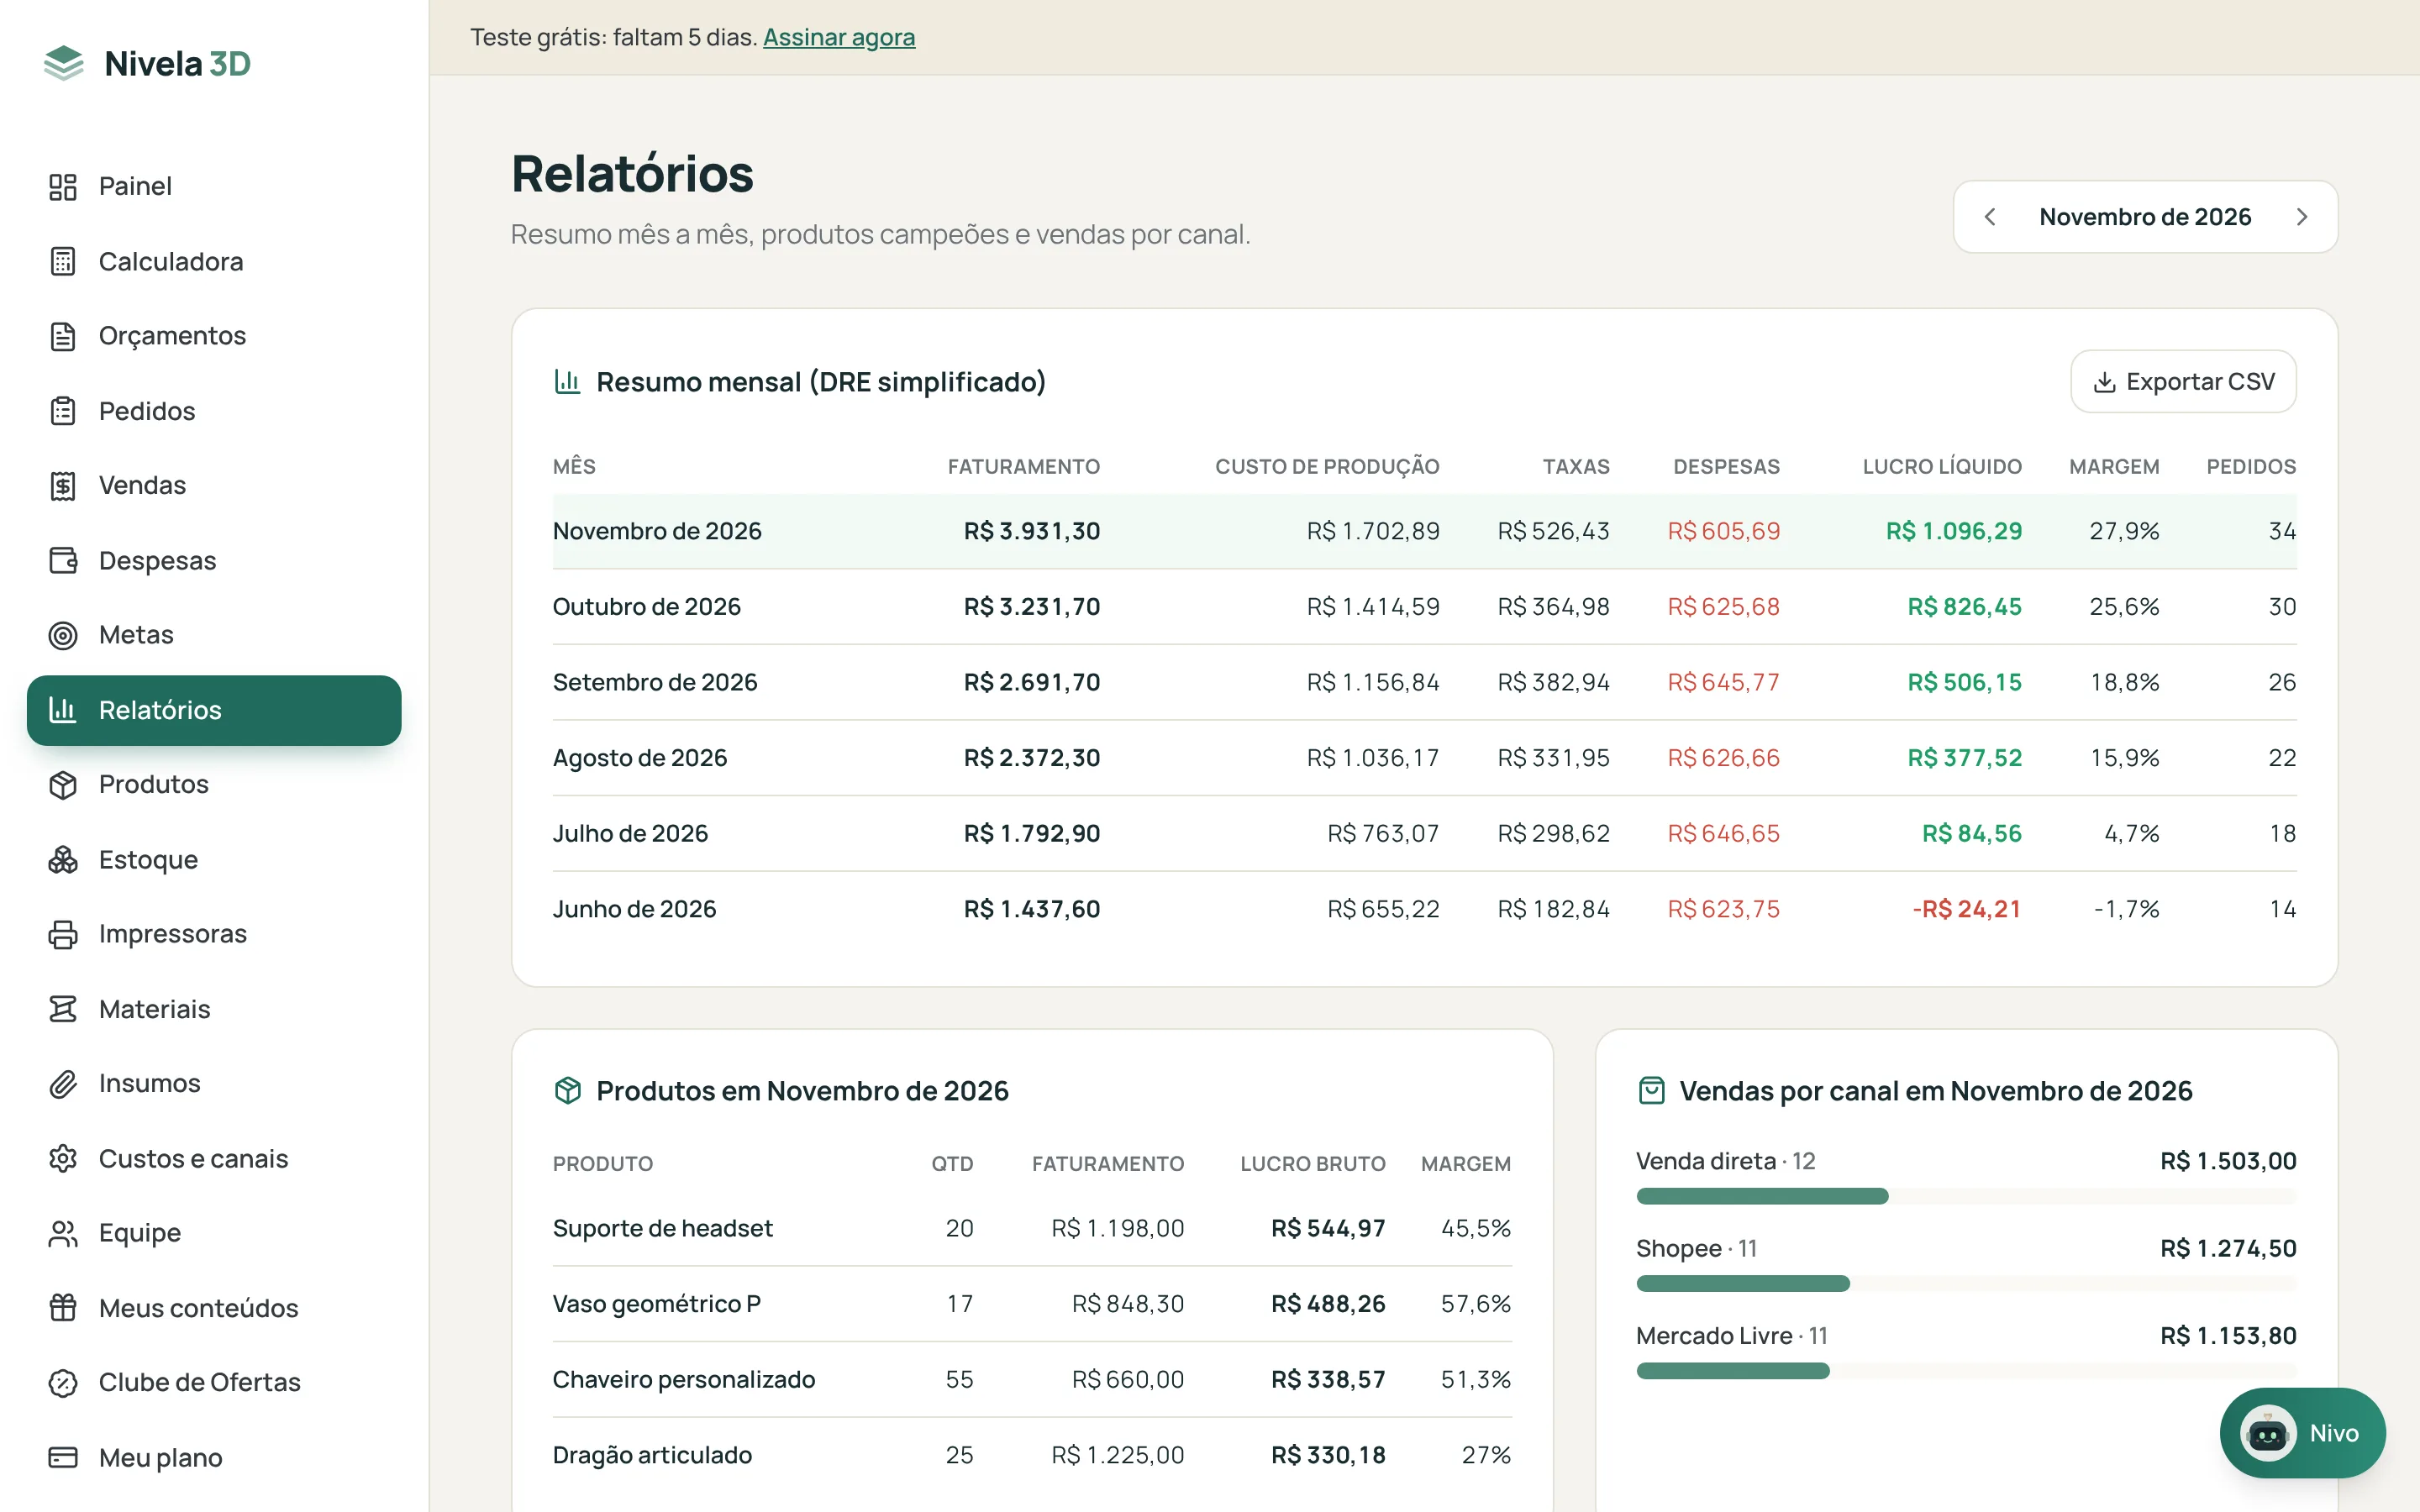 Nivela 3D
Painel
Calculadora
Orçamentos
Pedidos
Vendas
Despesas
Metas
Relatórios
Produtos
Estoque
Impressoras
Materiais
Insumos
Custos e canais
Equipe
Meus conteúdos
Clube de Ofertas
Meu plano
Teste grátis: faltam 5 dias. Assinar agora
Relatórios
Resumo mês a mês, produtos campeões e vendas por canal.
Novembro de 2026
Resumo mensal (DRE simplificado)
Exportar CSV
MÊS FATURAMENTO CUSTO DE PRODUÇÃO TAXAS DESPESAS LUCRO LÍQUIDO MARGEM PEDIDOS
Novembro de 2026 R$ 3.931,30 R$ 1.702,89 R$ 526,43 R$ 605,69 R$ 1.096,29 27,9% 34
Outubro de 2026 R$ 3.231,70 R$ 1.414,59 R$ 364,98 R$ 625,68 R$ 826,45 25,6% 30
Setembro de 2026 R$ 2.691,70 R$ 1.156,84 R$ 382,94 R$ 645,77 R$ 506,15 18,8% 26
Agosto de 2026 R$ 2.372,30 R$ 1.036,17 R$ 331,95 R$ 626,66 R$ 377,52 15,9% 22
Julho de 2026 R$ 1.792,90 R$ 763,07 R$ 298,62 R$ 646,65 R$ 84,56 4,7% 18
Junho de 2026 R$ 1.437,60 R$ 655,22 R$ 182,84 R$ 623,75 -R$ 24,21 -1,7% 14
Produtos em Novembro de 2026
PRODUTO QTD FATURAMENTO LUCRO BRUTO MARGEM
Suporte de headset 20 R$ 1.198,00 R$ 544,97 45,5%
Vaso geométrico P 17 R$ 848,30 R$ 488,26 57,6%
Chaveiro personalizado 55 R$ 660,00 R$ 338,57 51,3%
Dragão articulado 25 R$ 1.225,00 R$ 330,18 27%
Vendas por canal em Novembro de 2026
Venda direta · 12 R$ 1.503,00
Shopee · 11 R$ 1.274,50
Mercado Livre · 11 R$ 1.153,80
Nivo